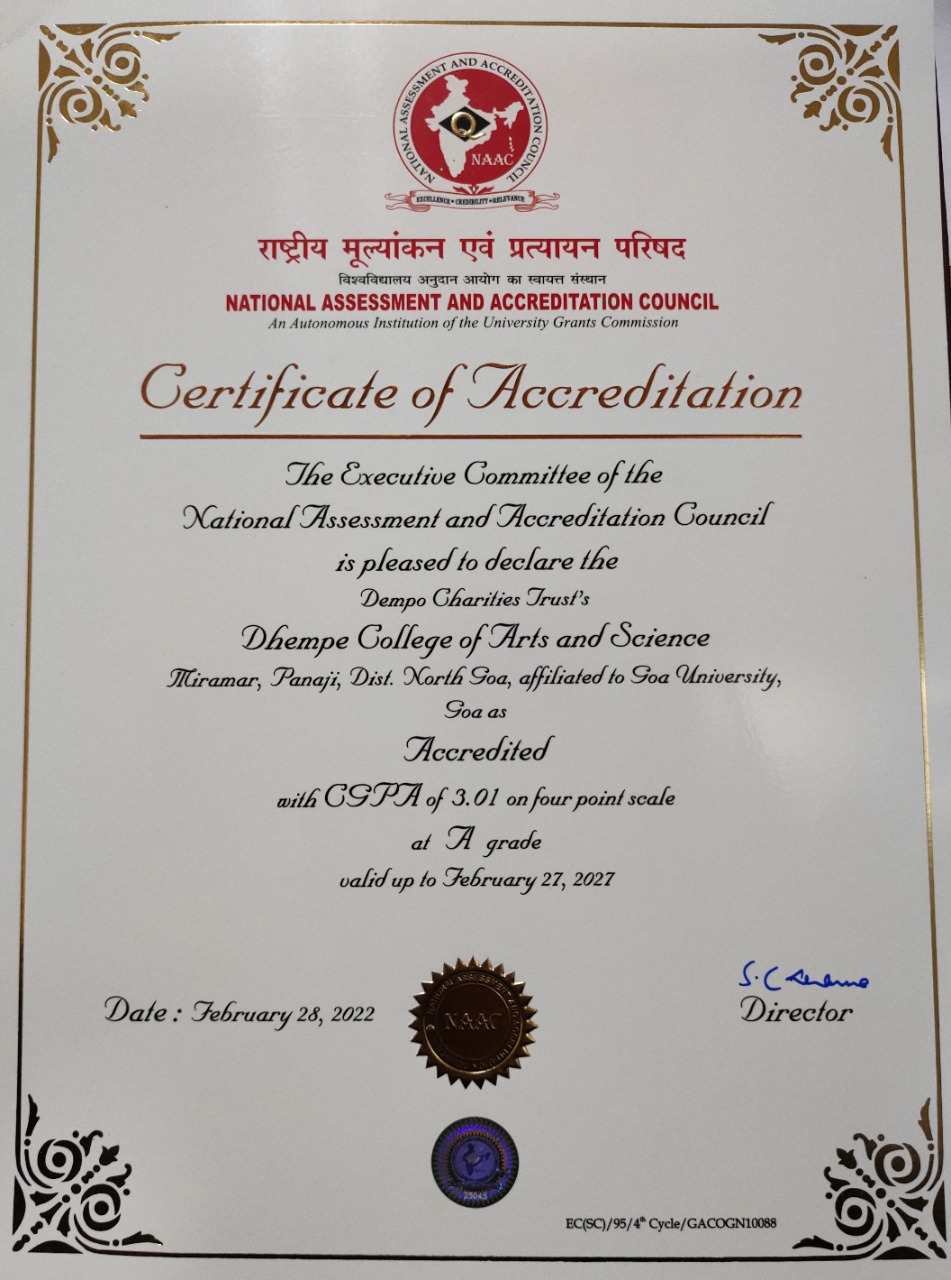 NATIONAL ASSESSMENT AND ACCREDITATION COUNCIL
Q
NAAC
EXCELLENCE • CREDIBILITY • RELEVANCE
राष्ट्रीय मूल्यांकन एवं प्रत्यायन परिषद
विश्वविद्यालय अनुदान आयोग का स्वायत्त संस्थान
NATIONAL ASSESSMENT AND ACCREDITATION COUNCIL
An Autonomous Institution of the University Grants Commission
Certificate of Accreditation
The Executive Committee of the
National Assessment and Accreditation Council
is pleased to declare the
Dempo Charities Trust's
Dhempe College of Arts and Science
Miramar, Panaji, Dist. North Goa, affiliated to Goa University,
Goa as
Accredited
with CGPA of 3.01 on four point scale
at A grade
valid up to February 27, 2027
S. C. Sharma
Date : February 28, 2022
NAAC
Director
25045
EC(SC)/95/4th Cycle/GACOGN10088